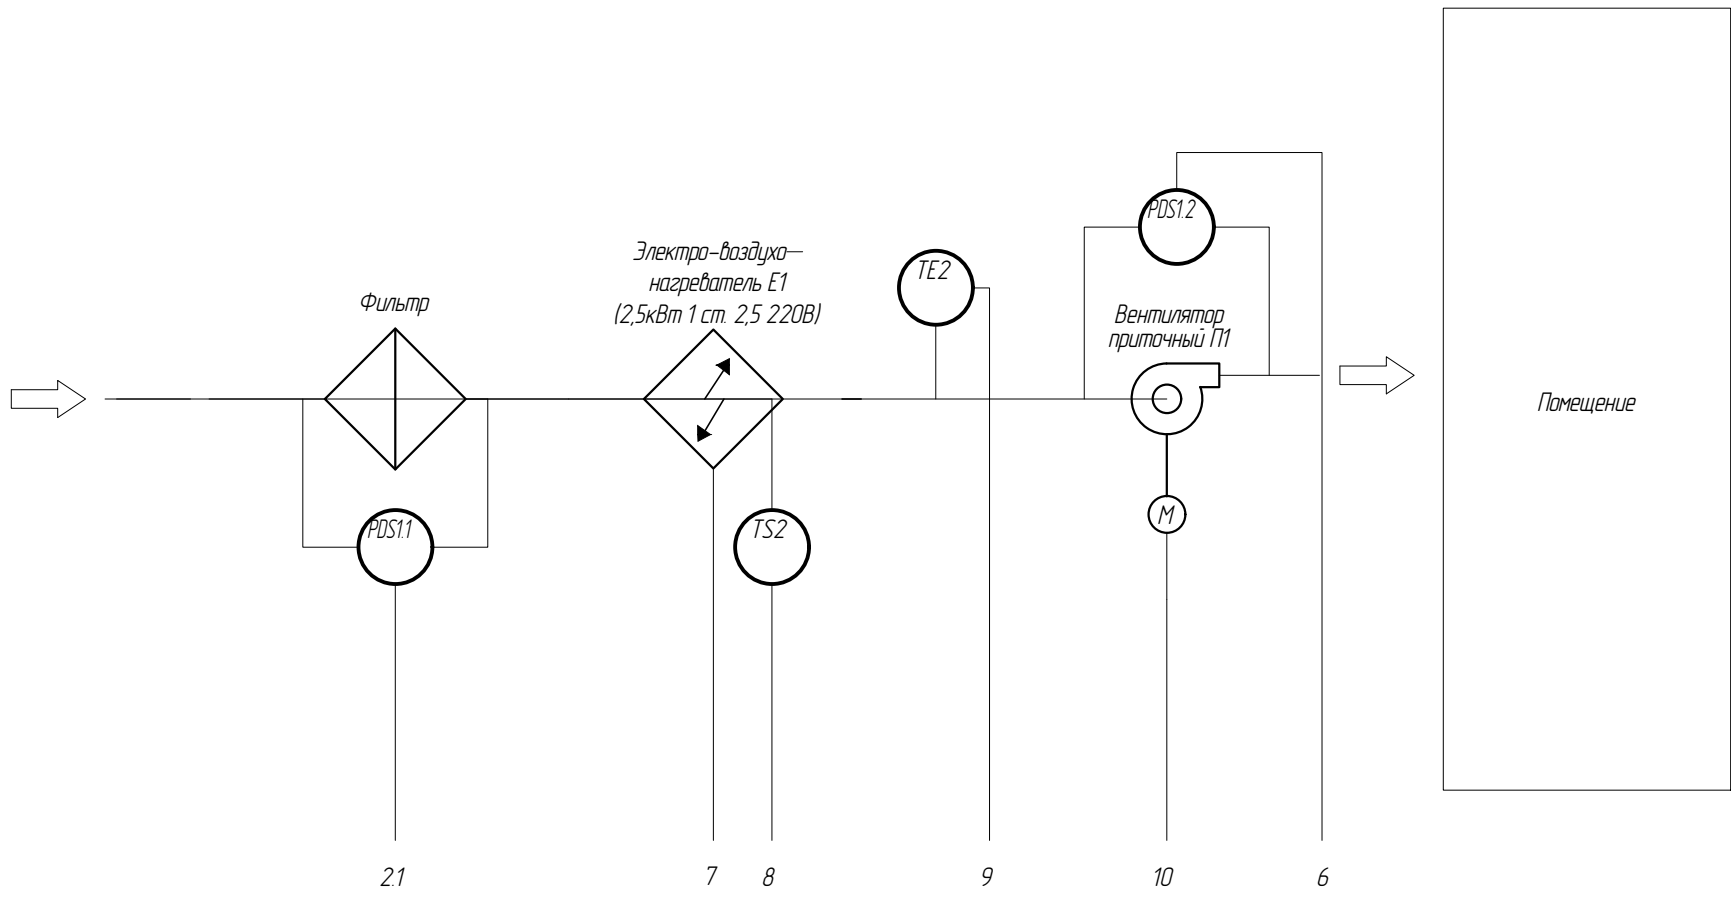 PDS1.2
Электро-воздухо-
нагреватель Е1
(2,5кВт 1 ст. 2,5 220В)
TE2
Фильтр
Вентилятор
приточный П1
Помещение
PDS1.1
TS2
M
2.1
7
8
9
10
6